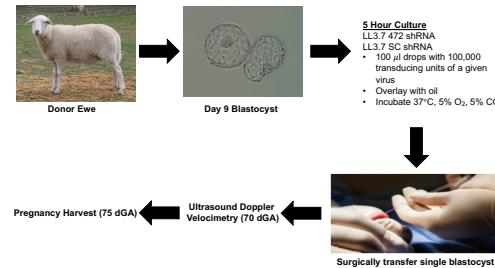 5 Hour Culture
LL3.7 472 shRNA
LL3.7 SC shRNA
• 100 µl drops with 100,000
transducing units of a given
virus
• Overlay with oil
• Incubate 37°C, 5% O₂, 5% CO
Donor Ewe
Day 9 Blastocyst
Pregnancy Harvest (75 dGA)
Ultrasound Doppler
Velocimetry (70 dGA)
Surgically transfer single blastocyst